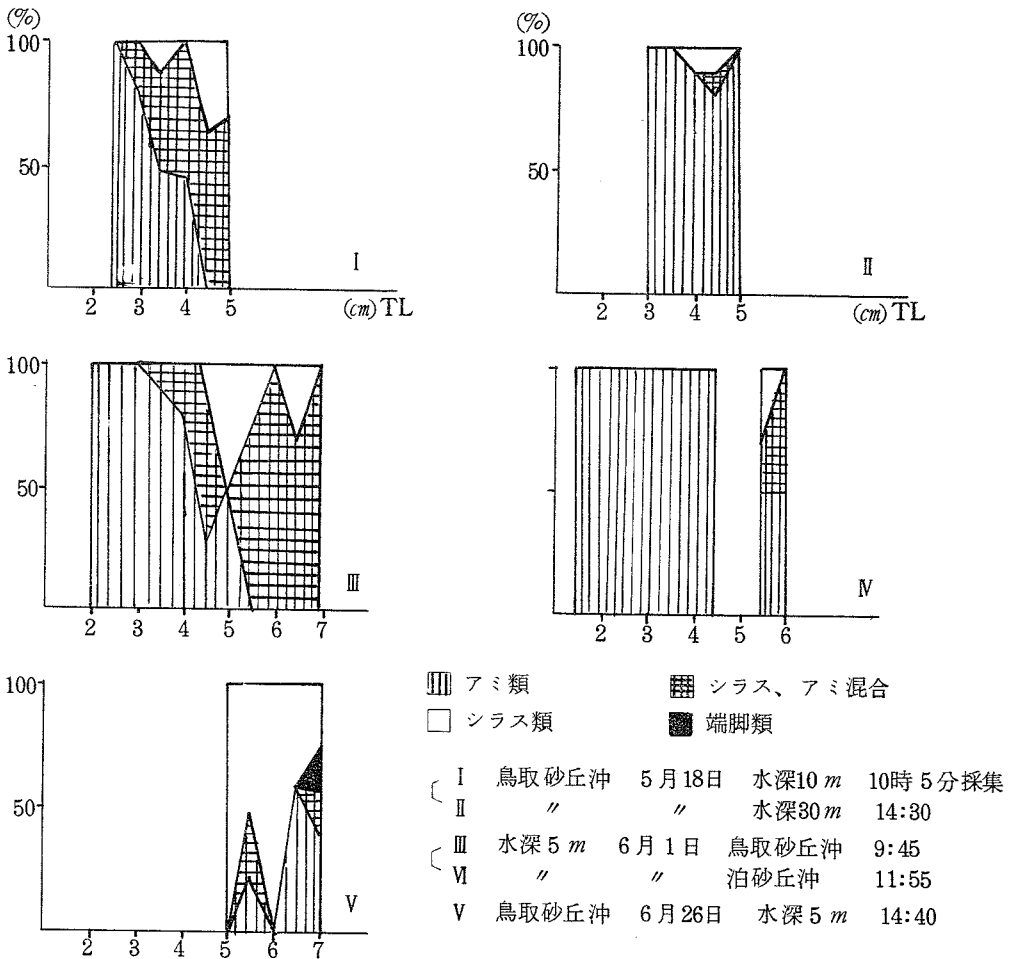 (%)
100
50
2 3 4 5 (cm) TL
I
(%)
100
50
2 3 4 5 (cm) TL
II
100
50
2 3 4 5 6 7
III
2 3 4 5 6
IV
100
50
2 3 4 5 6 7
V
アミ類
シラス、アミ混合
シラス類
端脚類
I 鳥取砂丘沖 5月18日 水深10m 10時5分採集
II 〃 〃 水深30m 14:30
III 水深5m 6月1日 鳥取砂丘沖 9:45
VI 〃 〃 泊砂丘沖 11:55
V 鳥取砂丘沖 6月26日 水深5m 14:40